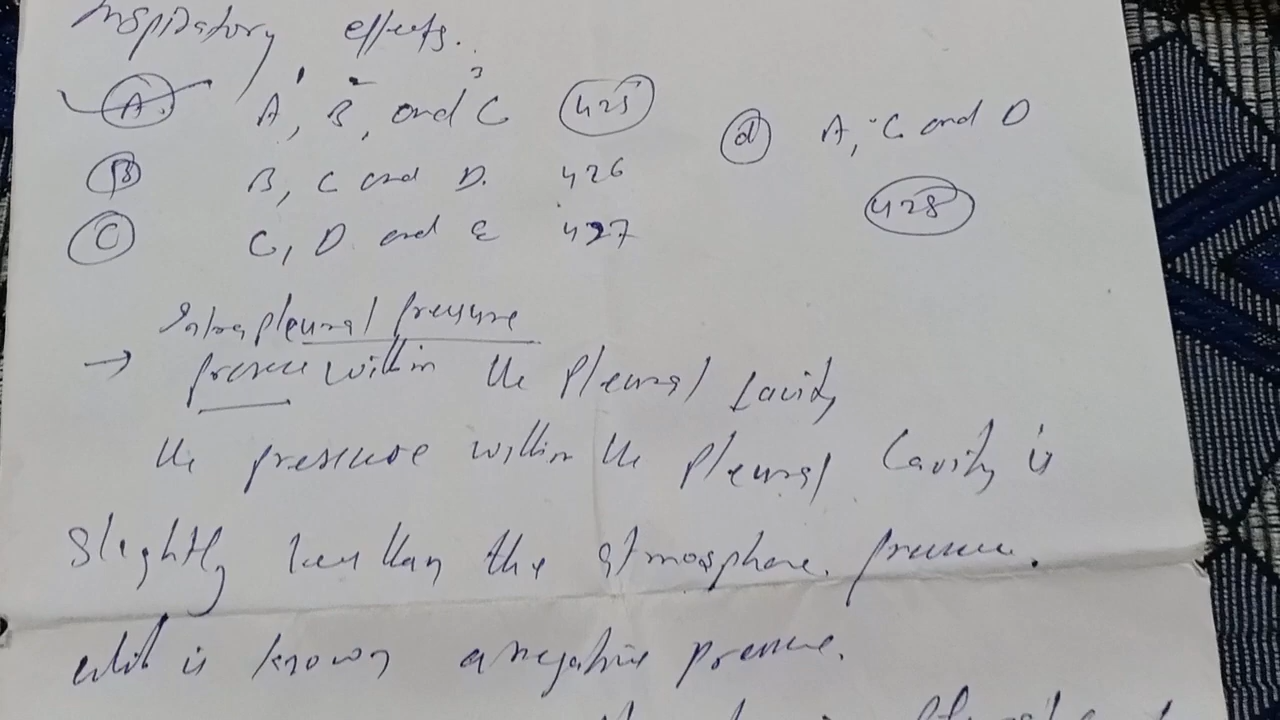 Inspiratory effects.
A. A, B, and C 425
B B, C and D. 426
C C, D and E 427
d A, C and D
428
Intrapleural pressure
→ pressure within the Pleural Cavity
the pressure within the Pleural Cavity is
Slightly less than the atmosphere. pressure.
which is known a negative pressure.